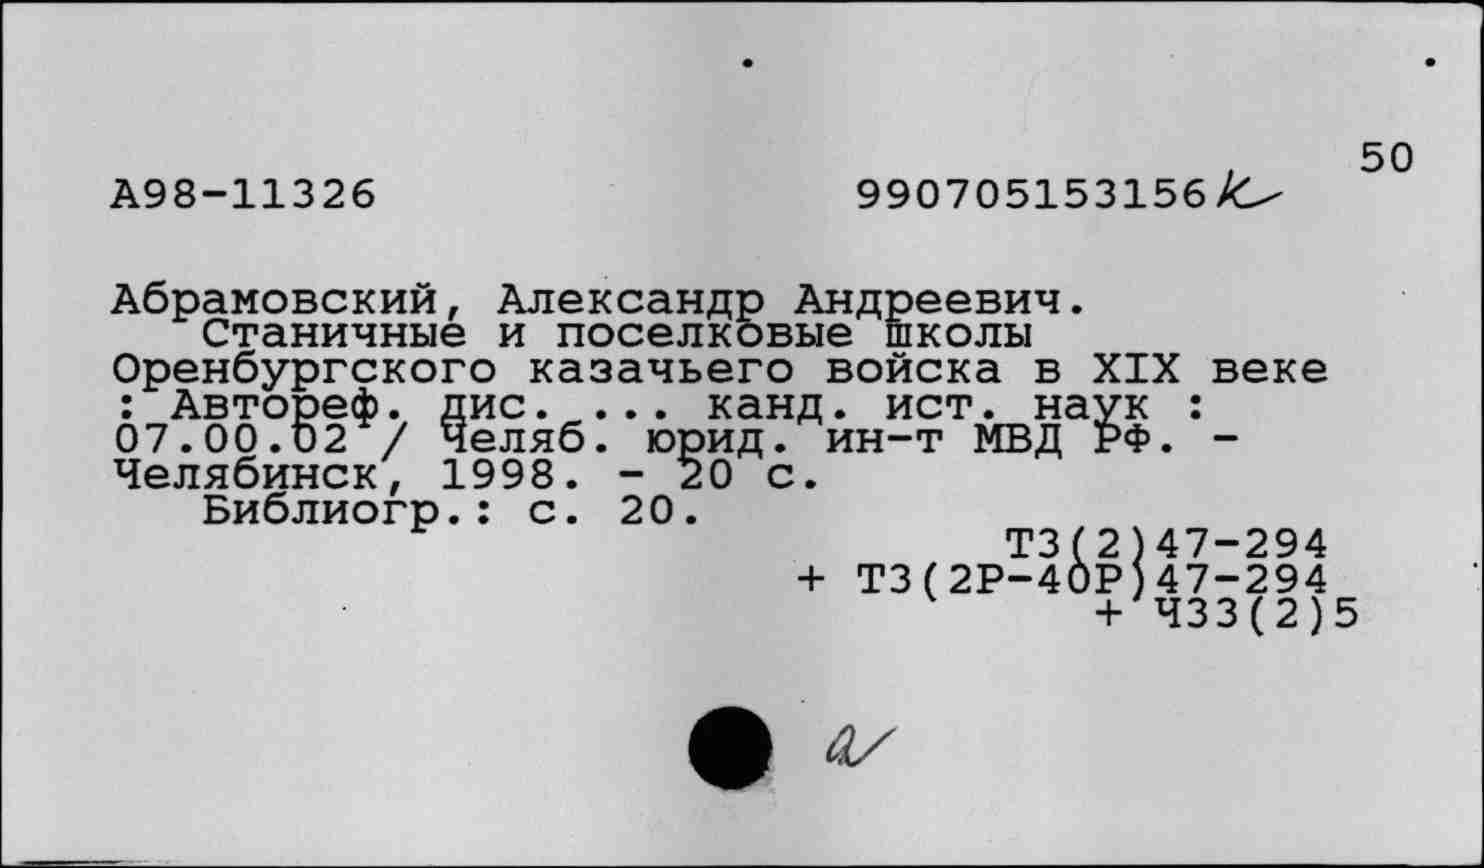 50
А98-11326 990705153156 k
Абрамовский, Александр Андреевич.
Станичные и поселковые школы
Оренбургского казачьего войска в XIX веке
: Автореф. дис. ... канд. ист. наук :
07.00.02 / Челяб. юрид. ин-т МВД РФ. -
Челябинск, 1998. - 20 с.
Библиогр.: с. 20.
Т3(2)47-294
+ Т3(2Р-4ОР)47-294
+ Ч33(2)5